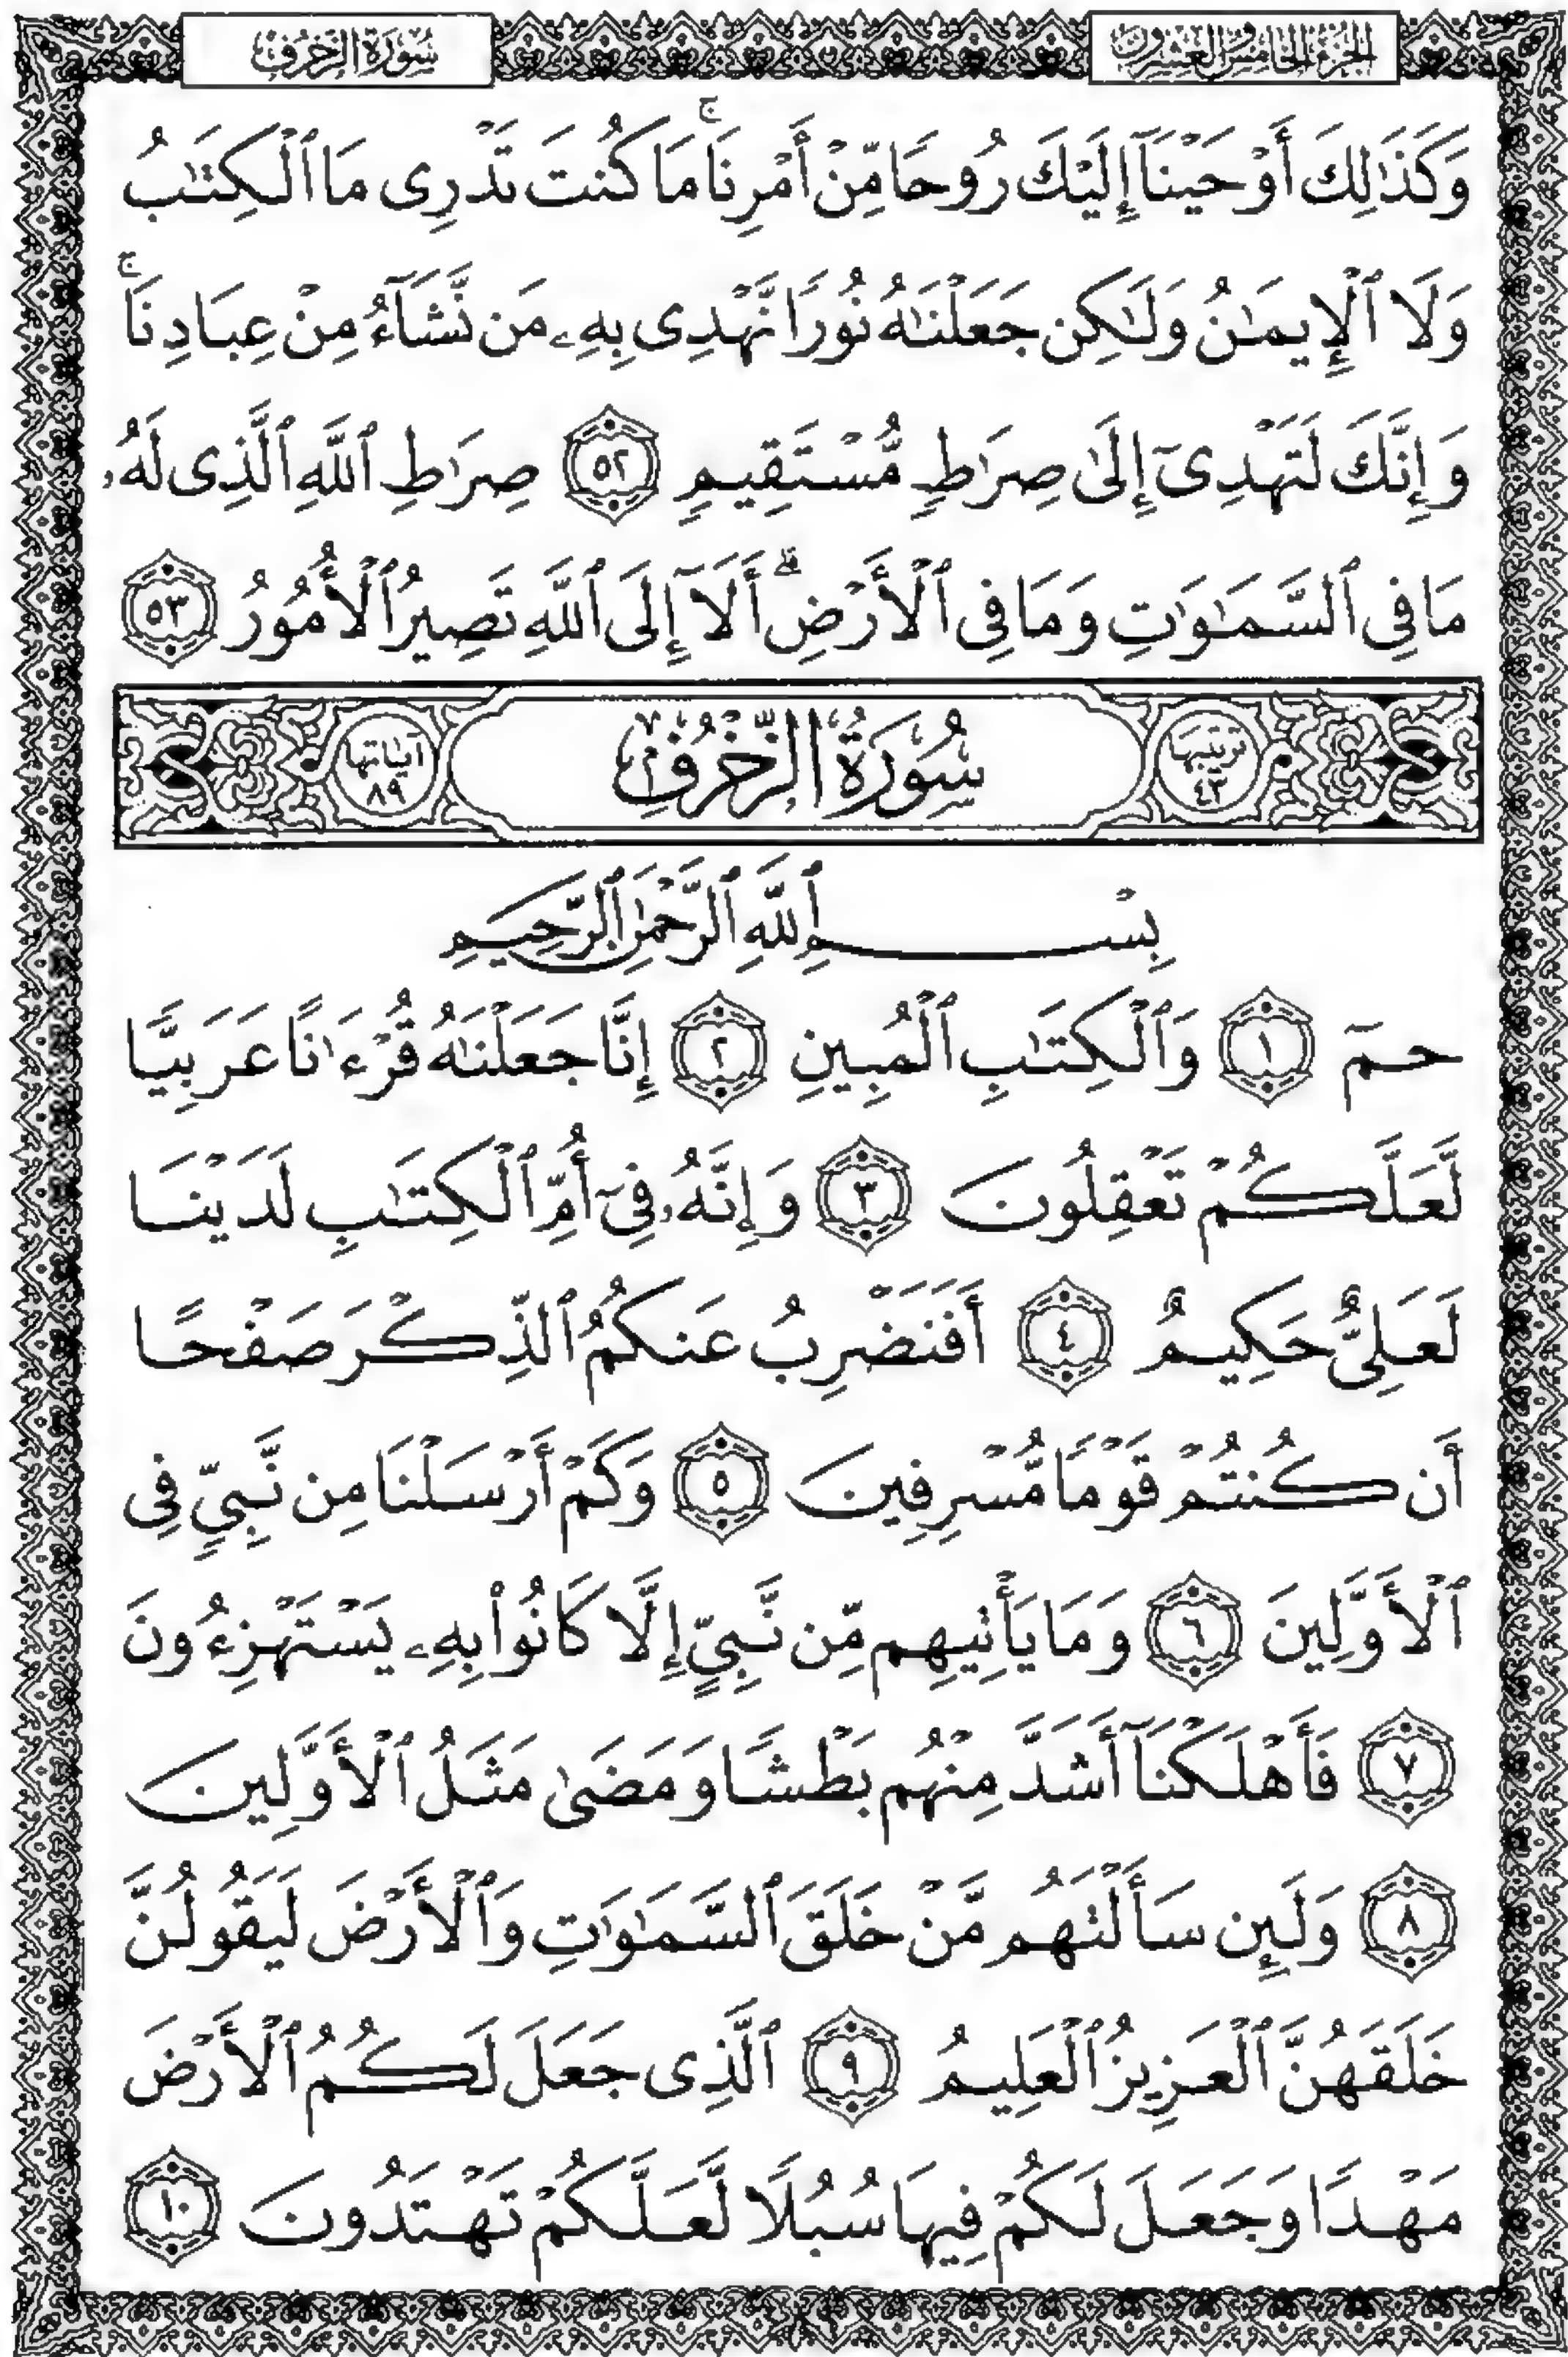 الجزء الخامس والعشرون
سورة الزخرف
وَكَذَٰلِكَ أَوْحَيْنَآ إِلَيْكَ رُوحًا مِّنْ أَمْرِنَا ۚ مَا كُنتَ تَدْرِى مَا ٱلْكِتَٰبُ
وَلَا ٱلْإِيمَٰنُ وَلَٰكِن جَعَلْنَٰهُ نُورًا نَّهْدِى بِهِۦ مَن نَّشَآءُ مِنْ عِبَادِنَا ۚ
وَإِنَّكَ لَتَهْدِىٓ إِلَىٰ صِرَٰطٍ مُّسْتَقِيمٍ ٥٢ صِرَٰطِ ٱللَّهِ ٱلَّذِى لَهُۥ
مَا فِى ٱلسَّمَٰوَٰتِ وَمَا فِى ٱلْأَرْضِ ۗ أَلَآ إِلَى ٱللَّهِ تَصِيرُ ٱلْأُمُورُ ٥٣
ترتيبها ٤٣ سُورَةُ الزُّخْرُفِ آياتها ٨٩
بِسْمِ ٱللَّهِ ٱلرَّحْمَٰنِ ٱلرَّحِيمِ
حمٓ ١ وَٱلْكِتَٰبِ ٱلْمُبِينِ ٢ إِنَّا جَعَلْنَٰهُ قُرْءَٰنًا عَرَبِيًّا
لَّعَلَّكُمْ تَعْقِلُونَ ٣ وَإِنَّهُۥ فِىٓ أُمِّ ٱلْكِتَٰبِ لَدَيْنَا
لَعَلِىٌّ حَكِيمٌ ٤ أَفَنَضْرِبُ عَنكُمُ ٱلذِّكْرَ صَفْحًا
أَن كُنتُمْ قَوْمًا مُّسْرِفِينَ ٥ وَكَمْ أَرْسَلْنَا مِن نَّبِىٍّ فِى
ٱلْأَوَّلِينَ ٦ وَمَا يَأْتِيهِم مِّن نَّبِىٍّ إِلَّا كَانُوا۟ بِهِۦ يَسْتَهْزِءُونَ
٧ فَأَهْلَكْنَآ أَشَدَّ مِنْهُم بَطْشًا وَمَضَىٰ مَثَلُ ٱلْأَوَّلِينَ
٨ وَلَئِن سَأَلْتَهُم مَّنْ خَلَقَ ٱلسَّمَٰوَٰتِ وَٱلْأَرْضَ لَيَقُولُنَّ
خَلَقَهُنَّ ٱلْعَزِيزُ ٱلْعَلِيمُ ٩ ٱلَّذِى جَعَلَ لَكُمُ ٱلْأَرْضَ
مَهْدًا وَجَعَلَ لَكُمْ فِيهَا سُبُلًا لَّعَلَّكُمْ تَهْتَدُونَ ١٠